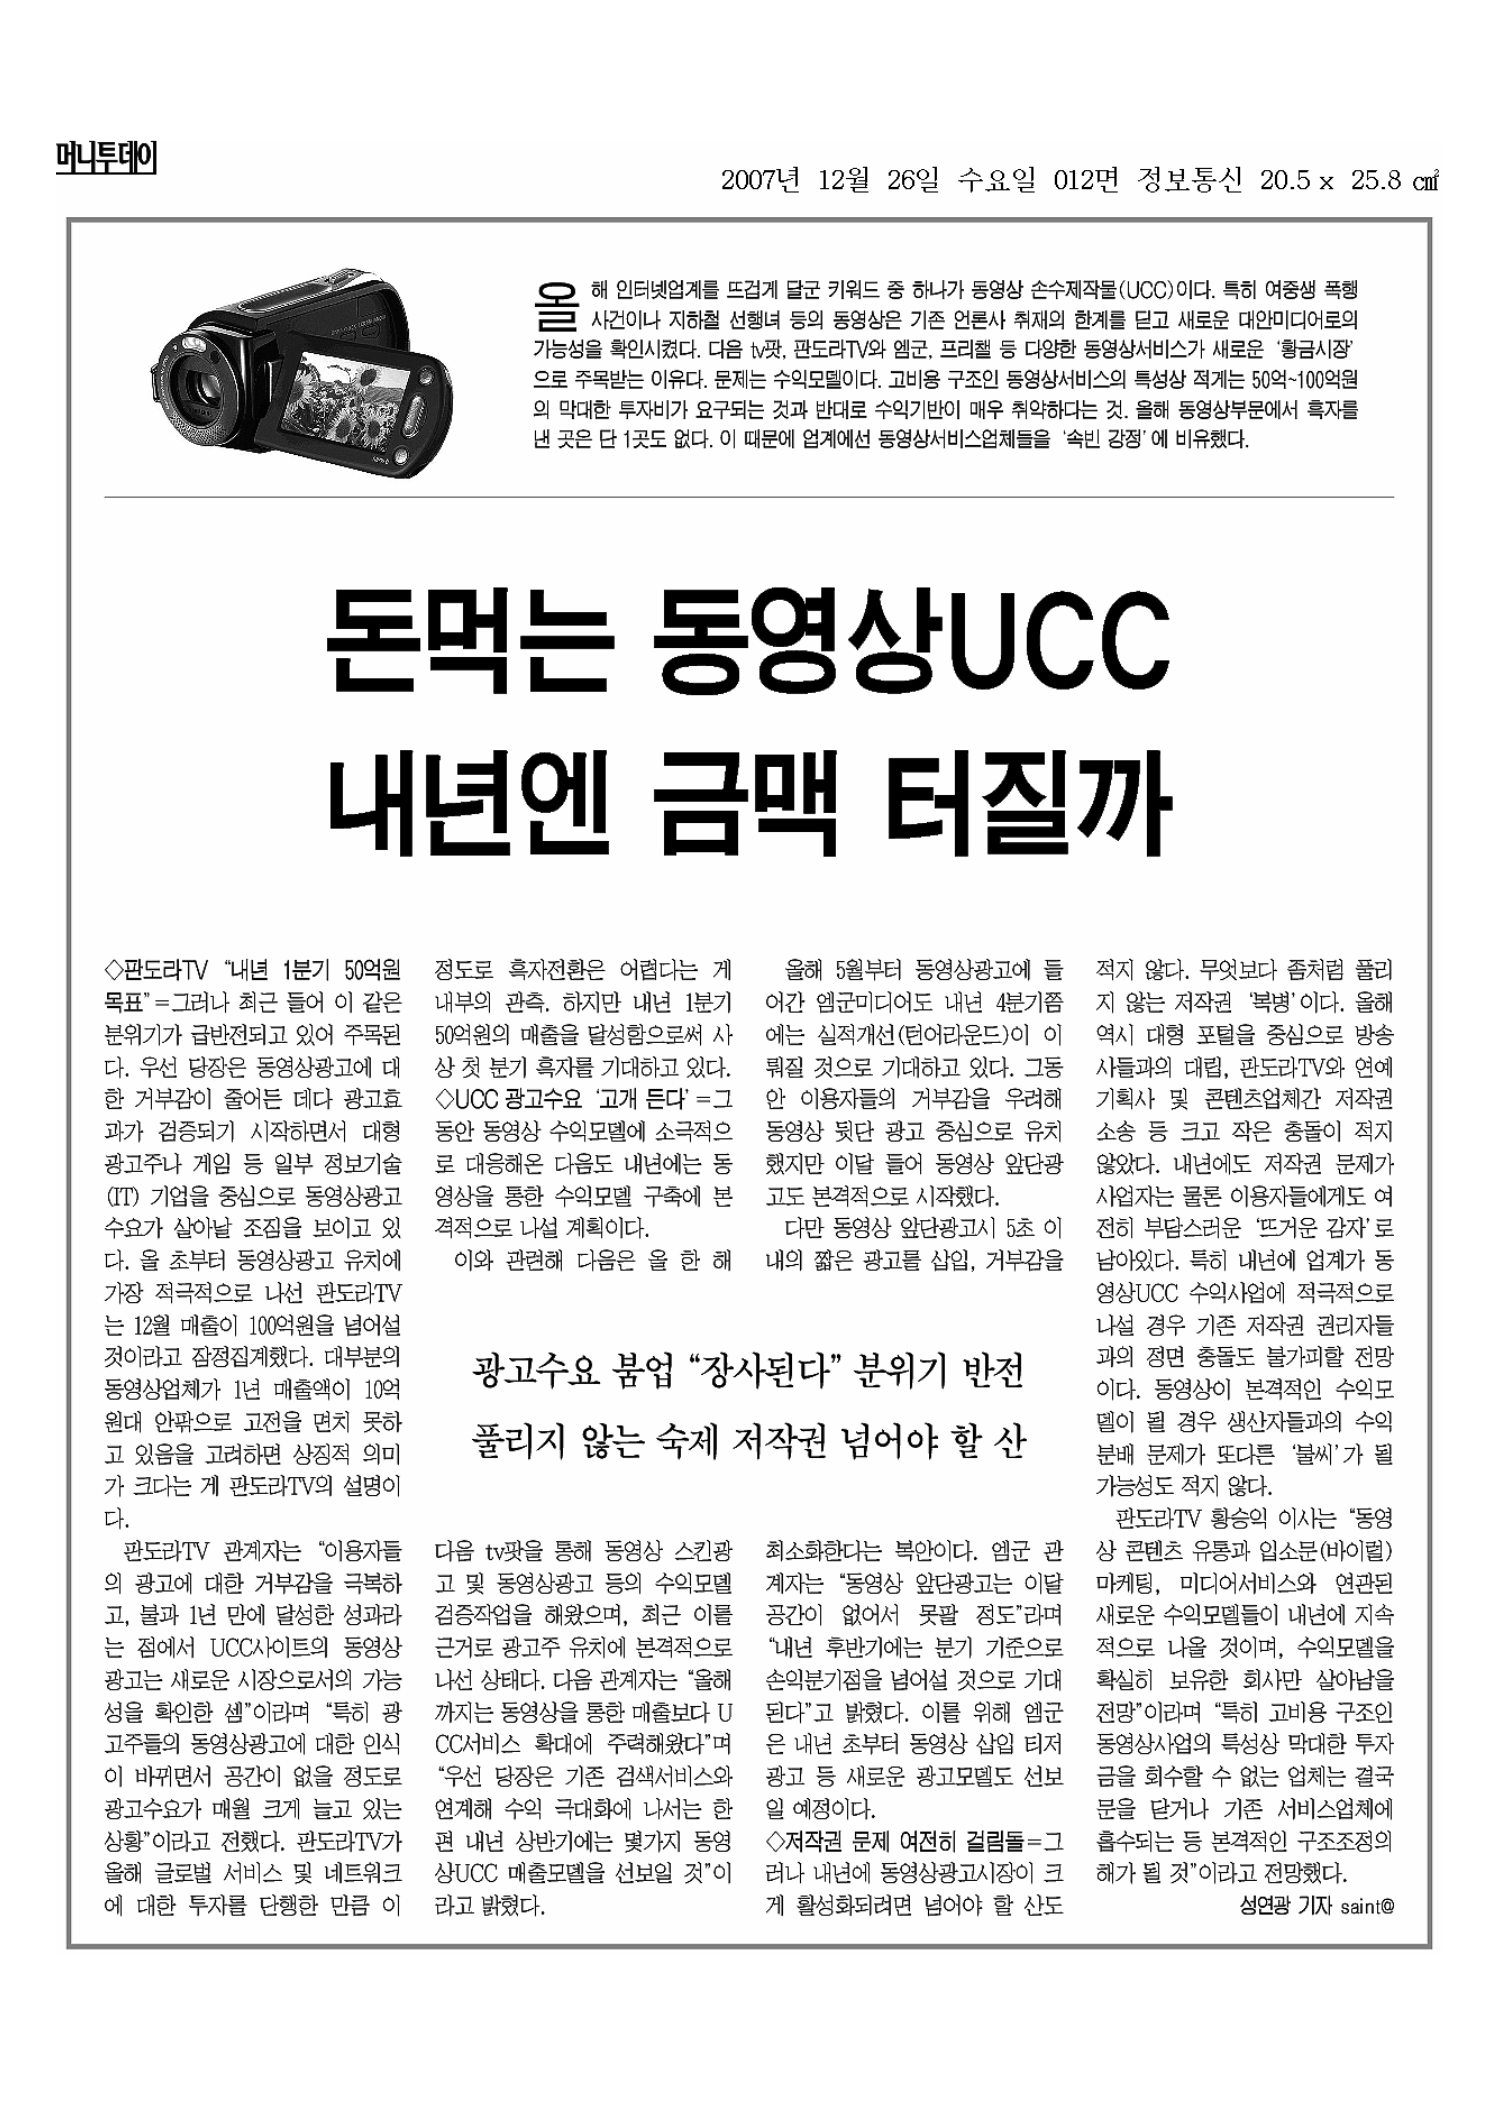 머니투데이
2007년 12월 26일 수요일 012면 정보통신 20.5 x 25.8 ㎠
올해 인터넷업계를 뜨겁게 달군 키워드 중 하나가 동영상 손수제작물(UCC)이다. 특히 여중생 폭행
사건이나 지하철 선행녀 등의 동영상은 기존 언론사 취재의 한계를 딛고 새로운 대안미디어로의
가능성을 확인시켰다. 다음 tv팟, 판도라TV와 엠군, 프리챌 등 다양한 동영상서비스가 새로운 ‘황금시장’
으로 주목받는 이유다. 문제는 수익모델이다. 고비용 구조인 동영상서비스의 특성상 적게는 50억~100억원
의 막대한 투자비가 요구되는 것과 반대로 수익기반이 매우 취약하다는 것. 올해 동영상부문에서 흑자를
낸 곳은 단 1곳도 없다. 이 때문에 업계에선 동영상서비스업체들을 ‘속빈 강정’에 비유했다.
돈먹는 동영상UCC
내년엔 금맥 터질까
◇판도라TV “내년 1분기 50억원
목표”=그러나 최근 들어 이 같은
분위기가 급반전되고 있어 주목된
다. 우선 당장은 동영상광고에 대
한 거부감이 줄어든 데다 광고효
과가 검증되기 시작하면서 대형
광고주나 게임 등 일부 정보기술
(IT) 기업을 중심으로 동영상광고
수요가 살아날 조짐을 보이고 있
다. 올 초부터 동영상광고 유치에
가장 적극적으로 나선 판도라TV
는 12월 매출이 100억원을 넘어설
것이라고 잠정집계했다. 대부분의
동영상업체가 1년 매출액이 10억
원대 안팎으로 고전을 면치 못하
고 있음을 고려하면 상징적 의미
가 크다는 게 판도라TV의 설명이
다.
판도라TV 관계자는 “이용자들
의 광고에 대한 거부감을 극복하
고, 불과 1년 만에 달성한 성과라
는 점에서 UCC사이트의 동영상
광고는 새로운 시장으로서의 가능
성을 확인한 셈”이라며 “특히 광
고주들의 동영상광고에 대한 인식
이 바뀌면서 공간이 없을 정도로
광고수요가 매월 크게 늘고 있는
상황”이라고 전했다. 판도라TV가
올해 글로벌 서비스 및 네트워크
에 대한 투자를 단행한 만큼 이
정도로 흑자전환은 어렵다는 게
내부의 관측. 하지만 내년 1분기
50억원의 매출을 달성함으로써 사
상 첫 분기 흑자를 기대하고 있다.
◇UCC 광고수요 ‘고개 든다’=그
동안 동영상 수익모델에 소극적으
로 대응해온 다음도 내년에는 동
영상을 통한 수익모델 구축에 본
격적으로 나설 계획이다.
이와 관련해 다음은 올 한 해
광고수요 붐업 “장사된다” 분위기 반전
풀리지 않는 숙제 저작권 넘어야 할 산
다음 tv팟을 통해 동영상 스킨광
고 및 동영상광고 등의 수익모델
검증작업을 해왔으며, 최근 이를
근거로 광고주 유치에 본격적으로
나선 상태다. 다음 관계자는 “올해
까지는 동영상을 통한 매출보다 U
CC서비스 확대에 주력해왔다”며
“우선 당장은 기존 검색서비스와
연계해 수익 극대화에 나서는 한
편 내년 상반기에는 몇가지 동영
상UCC 매출모델을 선보일 것”이
라고 밝혔다.
올해 5월부터 동영상광고에 들
어간 엠군미디어도 내년 4분기쯤
에는 실적개선(턴어라운드)이 이
뤄질 것으로 기대하고 있다. 그동
안 이용자들의 거부감을 우려해
동영상 뒷단 광고 중심으로 유치
했지만 이달 들어 동영상 앞단광
고도 본격적으로 시작했다.
다만 동영상 앞단광고시 5초 이
내의 짧은 광고를 삽입, 거부감을
최소화한다는 복안이다. 엠군 관
계자는 “동영상 앞단광고는 이달
공간이 없어서 못팔 정도”라며
“내년 후반기에는 분기 기준으로
손익분기점을 넘어설 것으로 기대
된다”고 밝혔다. 이를 위해 엠군
은 내년 초부터 동영상 삽입 티저
광고 등 새로운 광고모델도 선보
일 예정이다.
◇저작권 문제 여전히 걸림돌=그
러나 내년에 동영상광고시장이 크
게 활성화되려면 넘어야 할 산도
적지 않다. 무엇보다 좀처럼 풀리
지 않는 저작권 ‘복병’이다. 올해
역시 대형 포털을 중심으로 방송
사들과의 대립, 판도라TV와 연예
기획사 및 콘텐츠업체간 저작권
소송 등 크고 작은 충돌이 적지
않았다. 내년에도 저작권 문제가
사업자는 물론 이용자들에게도 여
전히 부담스러운 ‘뜨거운 감자’로
남아있다. 특히 내년에 업계가 동
영상UCC 수익사업에 적극적으로
나설 경우 기존 저작권 권리자들
과의 정면 충돌도 불가피할 전망
이다. 동영상이 본격적인 수익모
델이 될 경우 생산자들과의 수익
분배 문제가 또다른 ‘불씨’가 될
가능성도 적지 않다.
판도라TV 황승익 이사는 “동영
상 콘텐츠 유통과 입소문(바이럴)
마케팅, 미디어서비스와 연관된
새로운 수익모델들이 내년에 지속
적으로 나올 것이며, 수익모델을
확실히 보유한 회사만 살아남을
전망”이라며 “특히 고비용 구조인
동영상사업의 특성상 막대한 투자
금을 회수할 수 없는 업체는 결국
문을 닫거나 기존 서비스업체에
흡수되는 등 본격적인 구조조정의
해가 될 것”이라고 전망했다.
성연광 기자 saint@